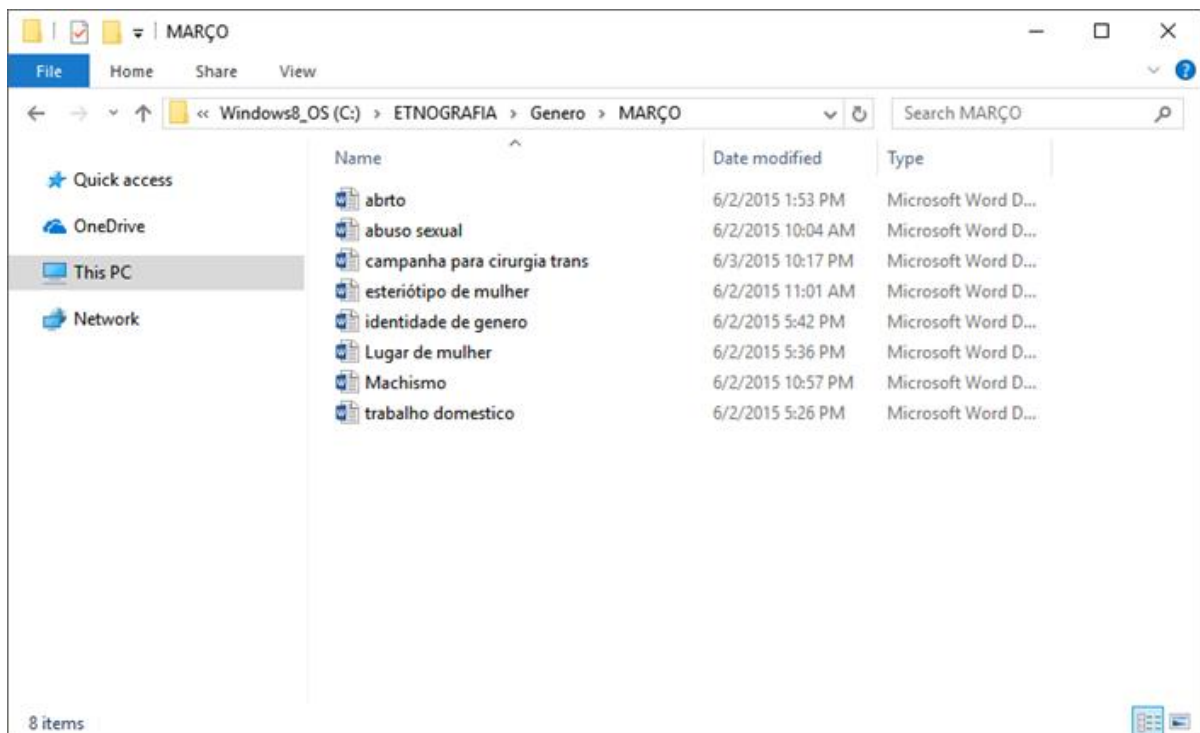 MARÇO
File Home Share View
« Windows8_OS (C:) > ETNOGRAFIA > Genero > MARÇO Search MARÇO
Quick access
OneDrive
This PC
Network
Name Date modified Type
abrto 6/2/2015 1:53 PM Microsoft Word D...
abuso sexual 6/2/2015 10:04 AM Microsoft Word D...
campanha para cirurgia trans 6/3/2015 10:17 PM Microsoft Word D...
esteriótipo de mulher 6/2/2015 11:01 AM Microsoft Word D...
identidade de genero 6/2/2015 5:42 PM Microsoft Word D...
Lugar de mulher 6/2/2015 5:36 PM Microsoft Word D...
Machismo 6/2/2015 10:57 PM Microsoft Word D...
trabalho domestico 6/2/2015 5:26 PM Microsoft Word D...
8 items